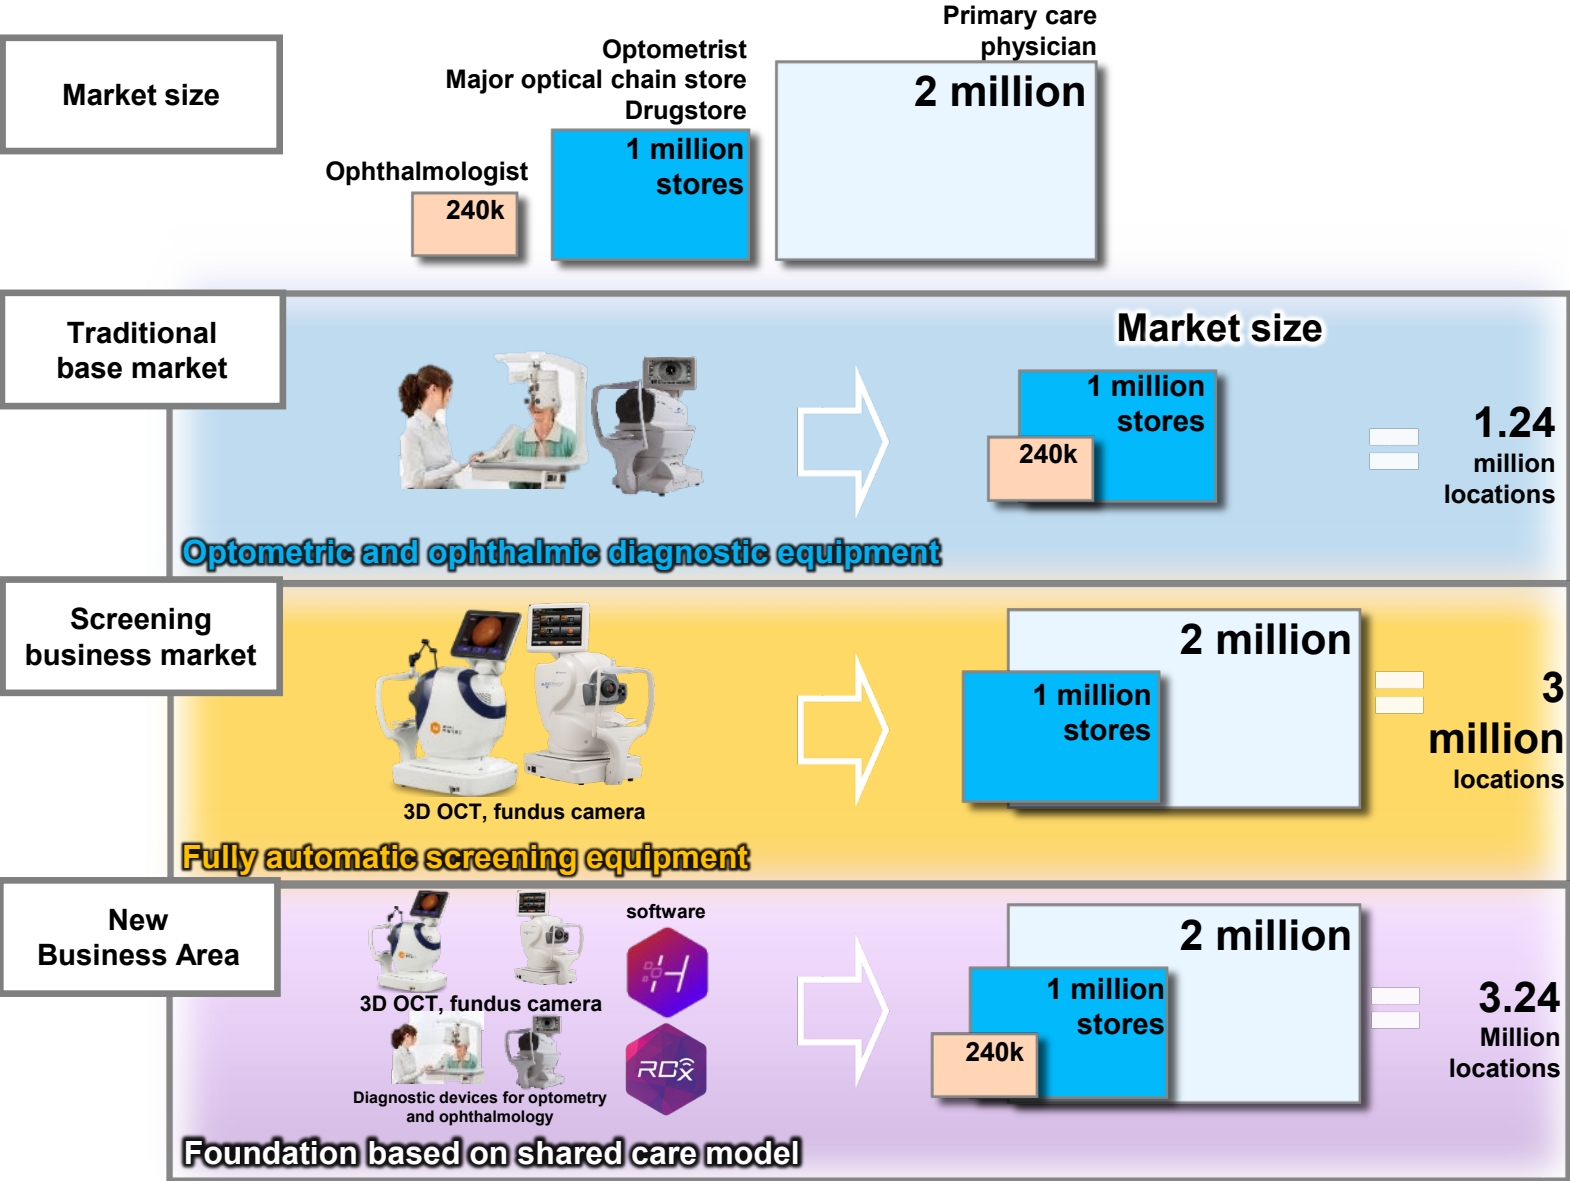 Market size
Primary care
physician
2 million
Optometrist
Major optical chain store
Drugstore
1 million
stores
Ophthalmologist
240k
Traditional
base market
Market size
1 million
stores
240k
1.24
million
locations
Optometric and ophthalmic diagnostic equipment
Screening
business market
3D OCT, fundus camera
2 million
1 million
stores
3
million
locations
Fully automatic screening equipment
New
Business Area
software
3D OCT, fundus camera
H
RDx
Diagnostic devices for optometry
and ophthalmology
2 million
1 million
stores
240k
3.24
Million
locations
Foundation based on shared care model